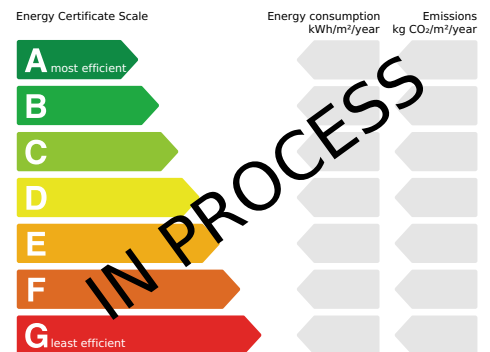 Energy Certificate Scale
Energy consumption
kWh/m²/year
Emissions
kg CO₂/m²/year
A most efficient
B
C
D
E
F
G least efficient
IN PROCESS